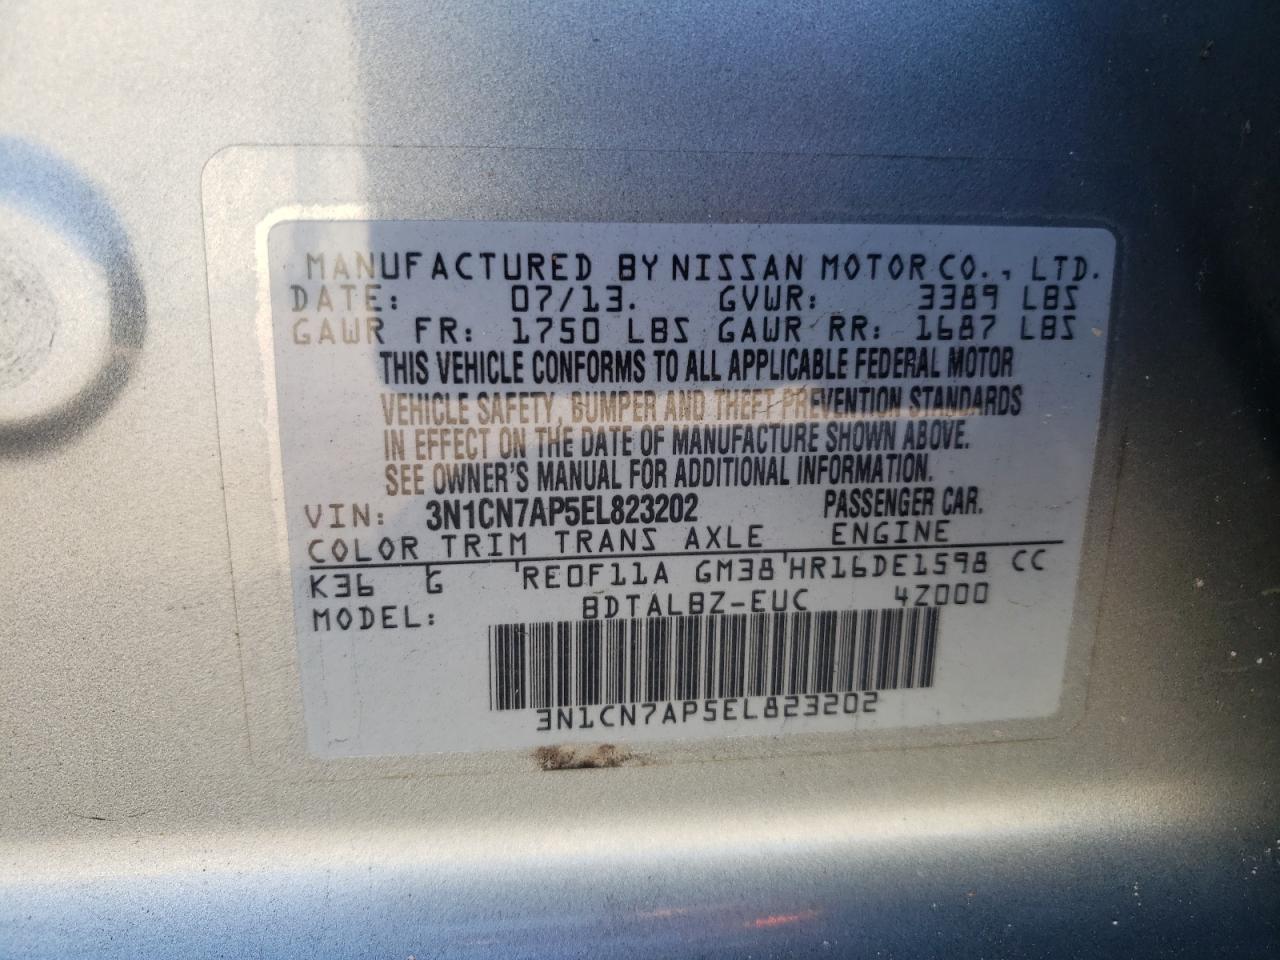 MANUFACTURED BY NISSAN MOTOR CO., LTD.
DATE: 07/13. GVWR: 3389 LBS
GAWR FR: 1750 LBS GAWR RR: 1687 LBS
THIS VEHICLE CONFORMS TO ALL APPLICABLE FEDERAL MOTOR
VEHICLE SAFETY, BUMPER AND THEFT PREVENTION STANDARDS
IN EFFECT ON THE DATE OF MANUFACTURE SHOWN ABOVE.
SEE OWNER'S MANUAL FOR ADDITIONAL INFORMATION.
VIN: 3N1CN7AP5EL823202 PASSENGER CAR.
COLOR TRIM TRANS AXLE ENGINE
K36 G 'RE0F11A GM38'HR16DE1598 CC
MODEL: BDTALBZ-EUC 4Z000
3N1CN7AP5EL823202